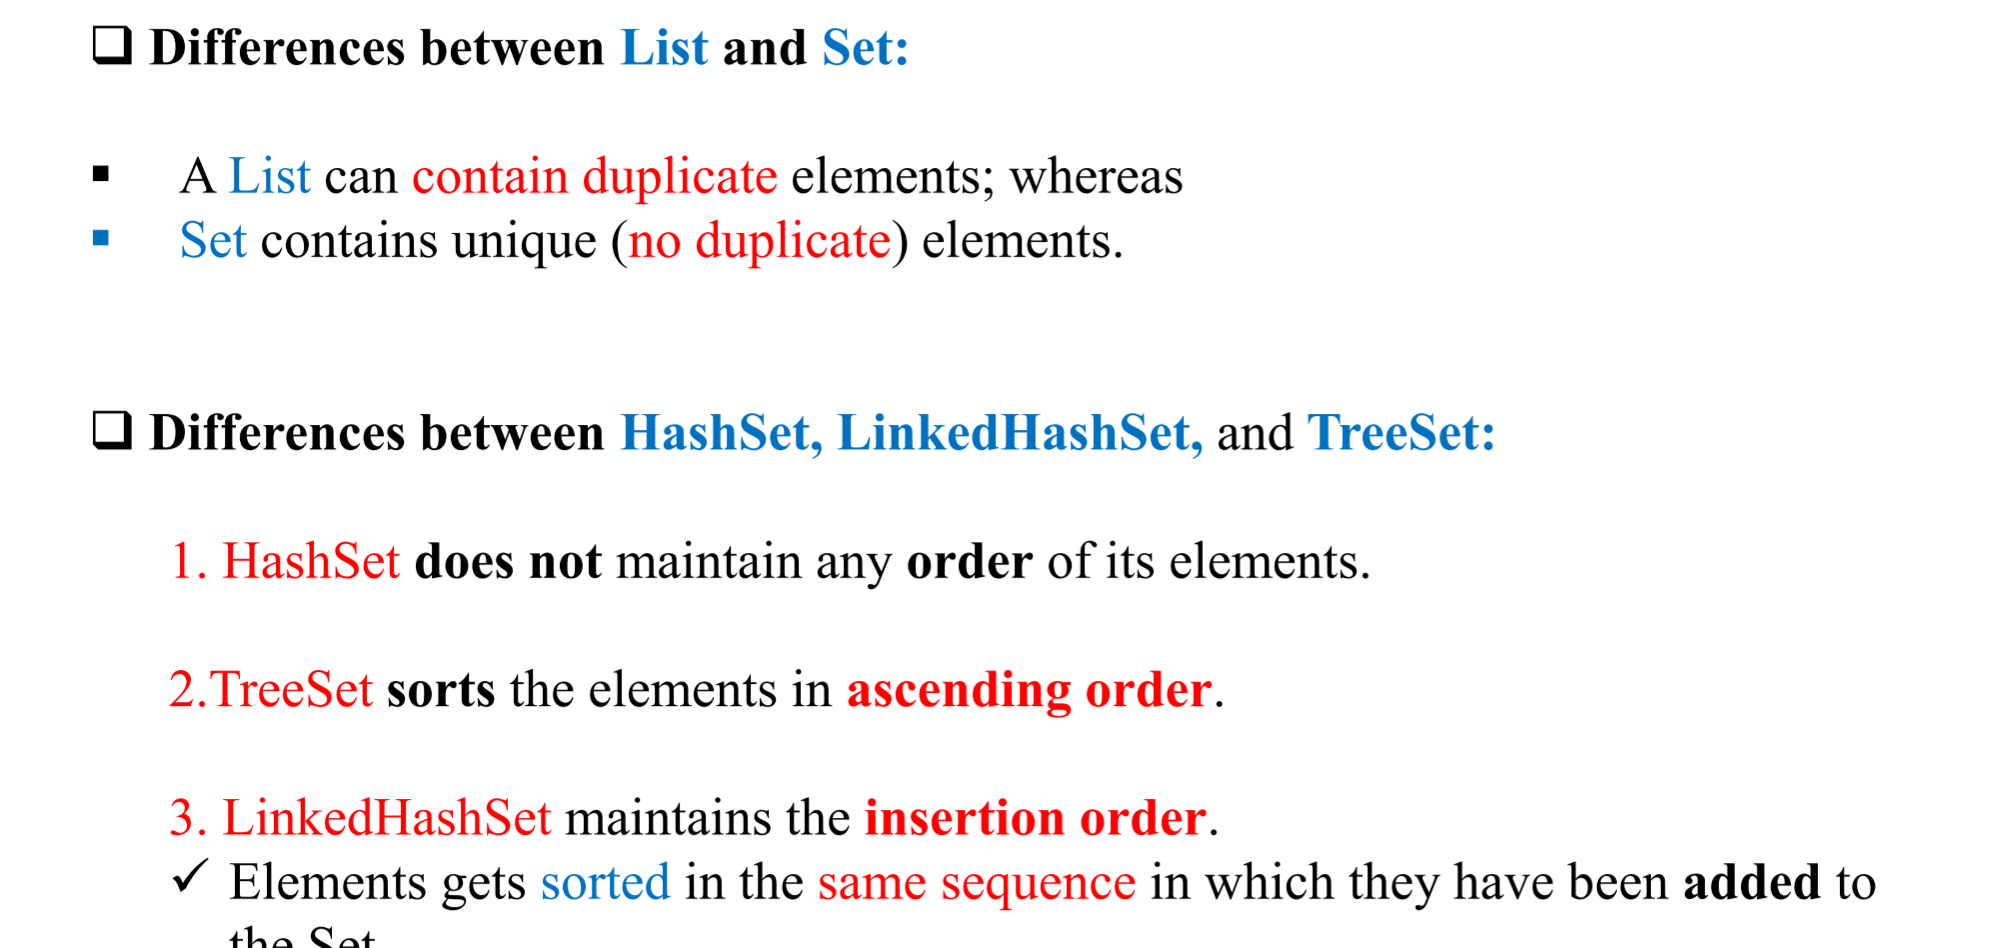 ❑ Differences between List and Set:
▪ A List can contain duplicate elements; whereas
▪ Set contains unique (no duplicate) elements.
❑ Differences between HashSet, LinkedHashSet, and TreeSet:
1. HashSet does not maintain any order of its elements.
2.TreeSet sorts the elements in ascending order.
3. LinkedHashSet maintains the insertion order.
✓ Elements gets sorted in the same sequence in which they have been added to
the Set